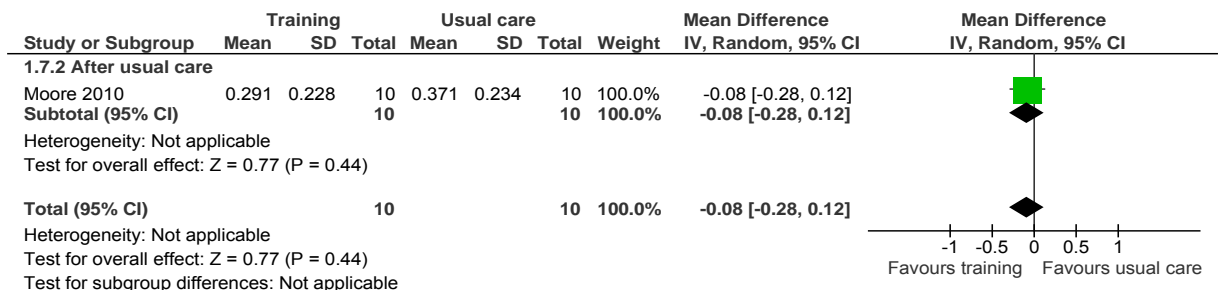 Training Usual care Mean Difference Mean Difference
Study or Subgroup Mean SD Total Mean SD Total Weight IV, Random, 95% CI IV, Random, 95% CI
1.7.2 After usual care
Moore 2010 0.291 0.228 10 0.371 0.234 10 100.0% -0.08 [-0.28, 0.12]
Subtotal (95% CI) 10 10 100.0% -0.08 [-0.28, 0.12]
Heterogeneity: Not applicable
Test for overall effect: Z = 0.77 (P = 0.44)
Total (95% CI) 10 10 100.0% -0.08 [-0.28, 0.12]
Heterogeneity: Not applicable
Test for overall effect: Z = 0.77 (P = 0.44)
Test for subgroup differences: Not applicable
-1 -0.5 0 0.5 1
Favours training Favours usual care